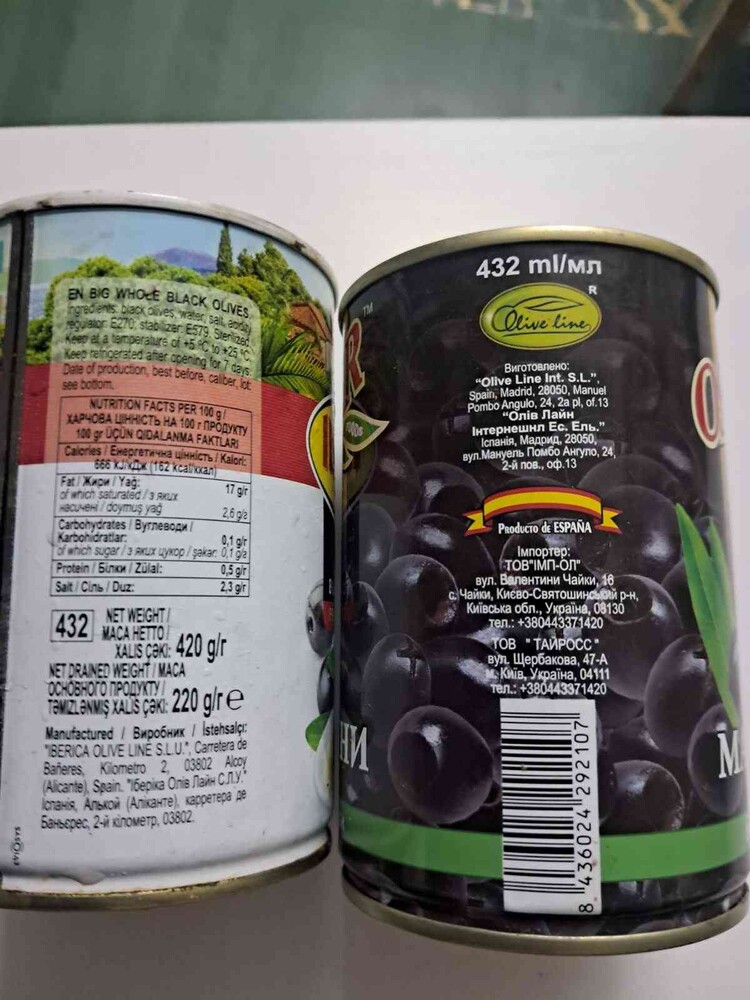 EN BIG WHOLE BLACK OLIVES
Ingredients: black olives, water, salt, acidity
regulator: E270, stabilizer: E579. Sterilized.
Keep at a temperature of +5 °C to +25 °C.
Keep refrigerated after opening for 7 days.
Date of production, best before, caliber, lot:
see bottom.
NUTRITION FACTS PER 100 g /
ХАРЧОВА ЦІННІСТЬ НА 100 г ПРОДУКТУ
100 gr ÜÇÜN QIDALANMA FAKTLARI
Calories / Енергетична цінність / Kalori:
666 kJ/кДж (162 kcal/ккал)
Fat / Жири / Yağ: 17 g/г
of which saturated / з яких
насичені / doymuş yağ 2,6 g/г
Carbohydrates / Вуглеводи /
Karbohidratlar: 0,1 g/г
of which sugar / з яких цукор / şəkər: 0,1 g/г
Protein / Білки / Zülal: 0,5 g/г
Salt / Сіль / Duz: 2,3 g/г
432 NET WEIGHT /
МАСА НЕТТО /
XALIS ÇƏKI: 420 g/г
NET DRAINED WEIGHT / МАСА
ОСНОВНОГО ПРОДУКТУ /
TƏMIZLƏNMIŞ XALIS ÇƏKI: 220 g/г e
Manufactured / Виробник / Istehsalçı:
"IBERICA OLIVE LINE S.L.U.", Carretera de
Bañeres, Kilometro 2, 03802 Alcoy
(Alicante), Spain. "Іберіка Олів Лайн С.Л.У."
Іспанія, Алькой (Алікантe), карретера де
Баньєрес, 2-й кілометр, 03802.
EVIOSYS
TM
R
432 ml/мл
R
Olive line
Виготовлено:
"Olive Line Int. S.L.",
Spain, Madrid, 28050, Manuel
Pombo Angulo, 24, 2a pl, of.13
"Олів Лайн
Інтернешнл Ес. Ель."
Іспанія, Мадрид, 28050,
вул.Мануель Помбо Ангуло, 24,
2-й пов., оф.13
PRODUCTO DE ESPAÑA
Імпортер:
ТОВ"ІМП-ОЛ"
вул. Валентини Чайки, 16
с. Чайки, Києво-Святошинський р-н,
Київська обл., Україна, 08130
тел.: +380443371420
ТОВ " ТАЙРОСС "
вул. Щербакова, 47-А
м. Київ, Україна, 04111
тел.: +380443371420
8 436024 292107
НИ
O
М